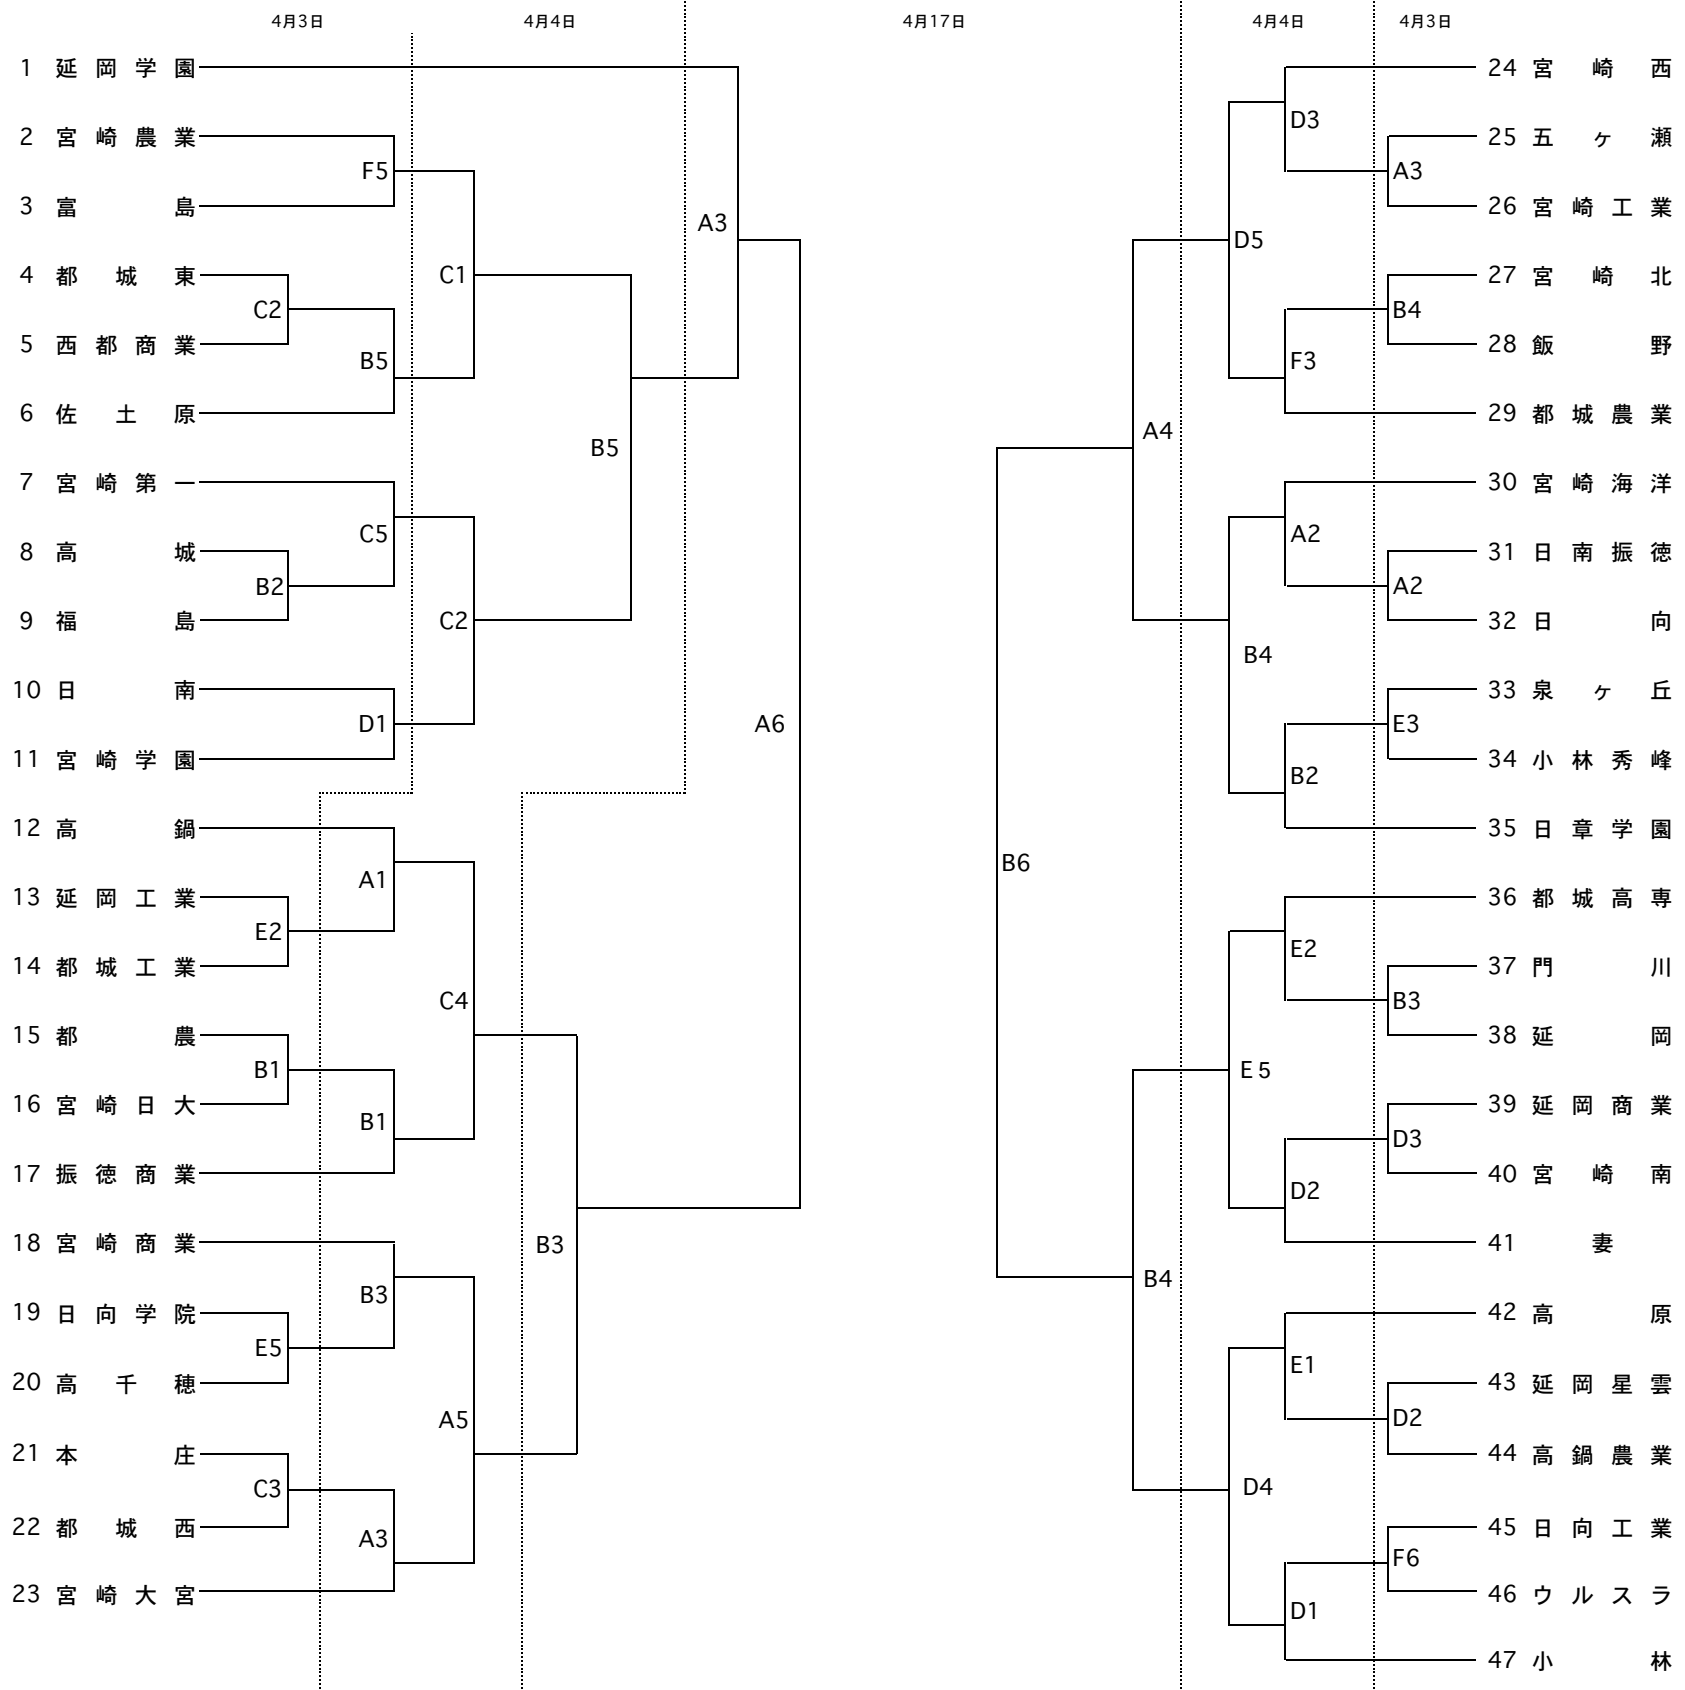 4月3日 4月4日 4月17日 4月4日 4月3日
1 延岡学園 24 宮崎西
D3
2 宮崎農業 25 五ヶ瀬
F5 A3
3 富島 26 宮崎工業
A3
D5
4 都城東 C1 27 宮崎北
C2 B4
5 西都商業 28 飯野
B5 F3
6 佐土原 29 都城農業
A4
B5
7 宮崎第一 30 宮崎海洋
C5 A2
8 高城 31 日南振徳
B2 A2
9 福島 C2 32 日向
B4
10 日南 33 泉ヶ丘
D1 A6 E3
11 宮崎学園 34 小林秀峰
B2
12 高鍋 35 日章学園
B6
A1
13 延岡工業 36 都城高専
E2 E2
14 都城工業 37 門川
C4 B3
15 都農 38 延岡
B1 E5
16 宮崎日大 39 延岡商業
B1 D3
17 振徳商業 40 宮崎南
D2
18 宮崎商業 B3 41 妻
B4
B3
19 日向学院 42 高原
E5 E1
20 高千穂 43 延岡星雲
A5 D2
21 本庄 44 高鍋農業
C3 D4
22 都城西 45 日向工業
A3 F6
23 宮崎大宮 46 ウルスラ
D1
47 小林